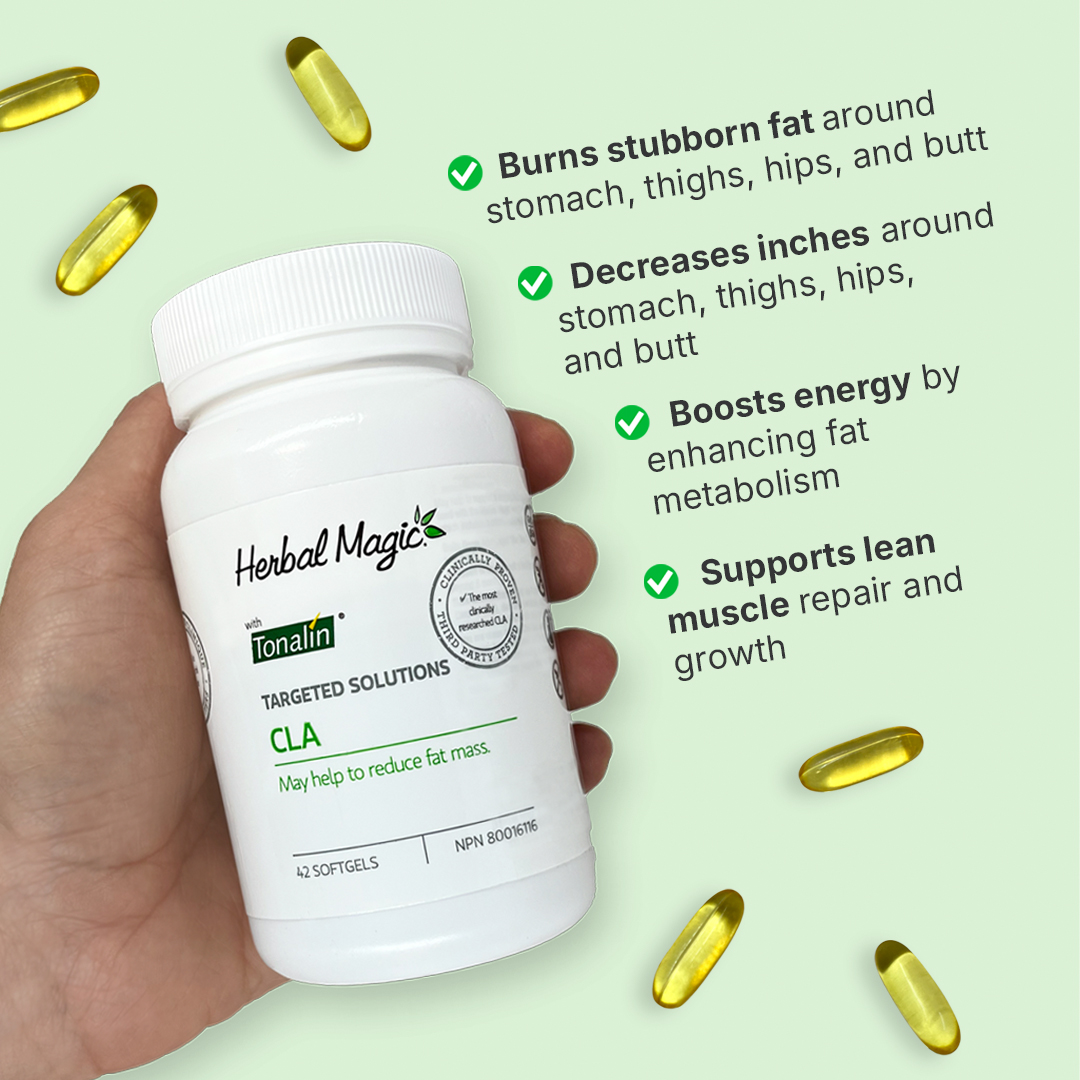 Burns stubborn fat around
stomach, thighs, hips, and butt
Decreases inches around
stomach, thighs, hips,
and butt
Boosts energy by
enhancing fat
metabolism
Supports lean
muscle repair and
growth
Herbal Magic
with
Tonalin®
CLINICALLY PROVEN
✓ The most
clinically
researched CLA
THIRD PARTY TESTED
TARGETED SOLUTIONS
CLA
May help to reduce fat mass.
42 SOFTGELS
NPN 80016116